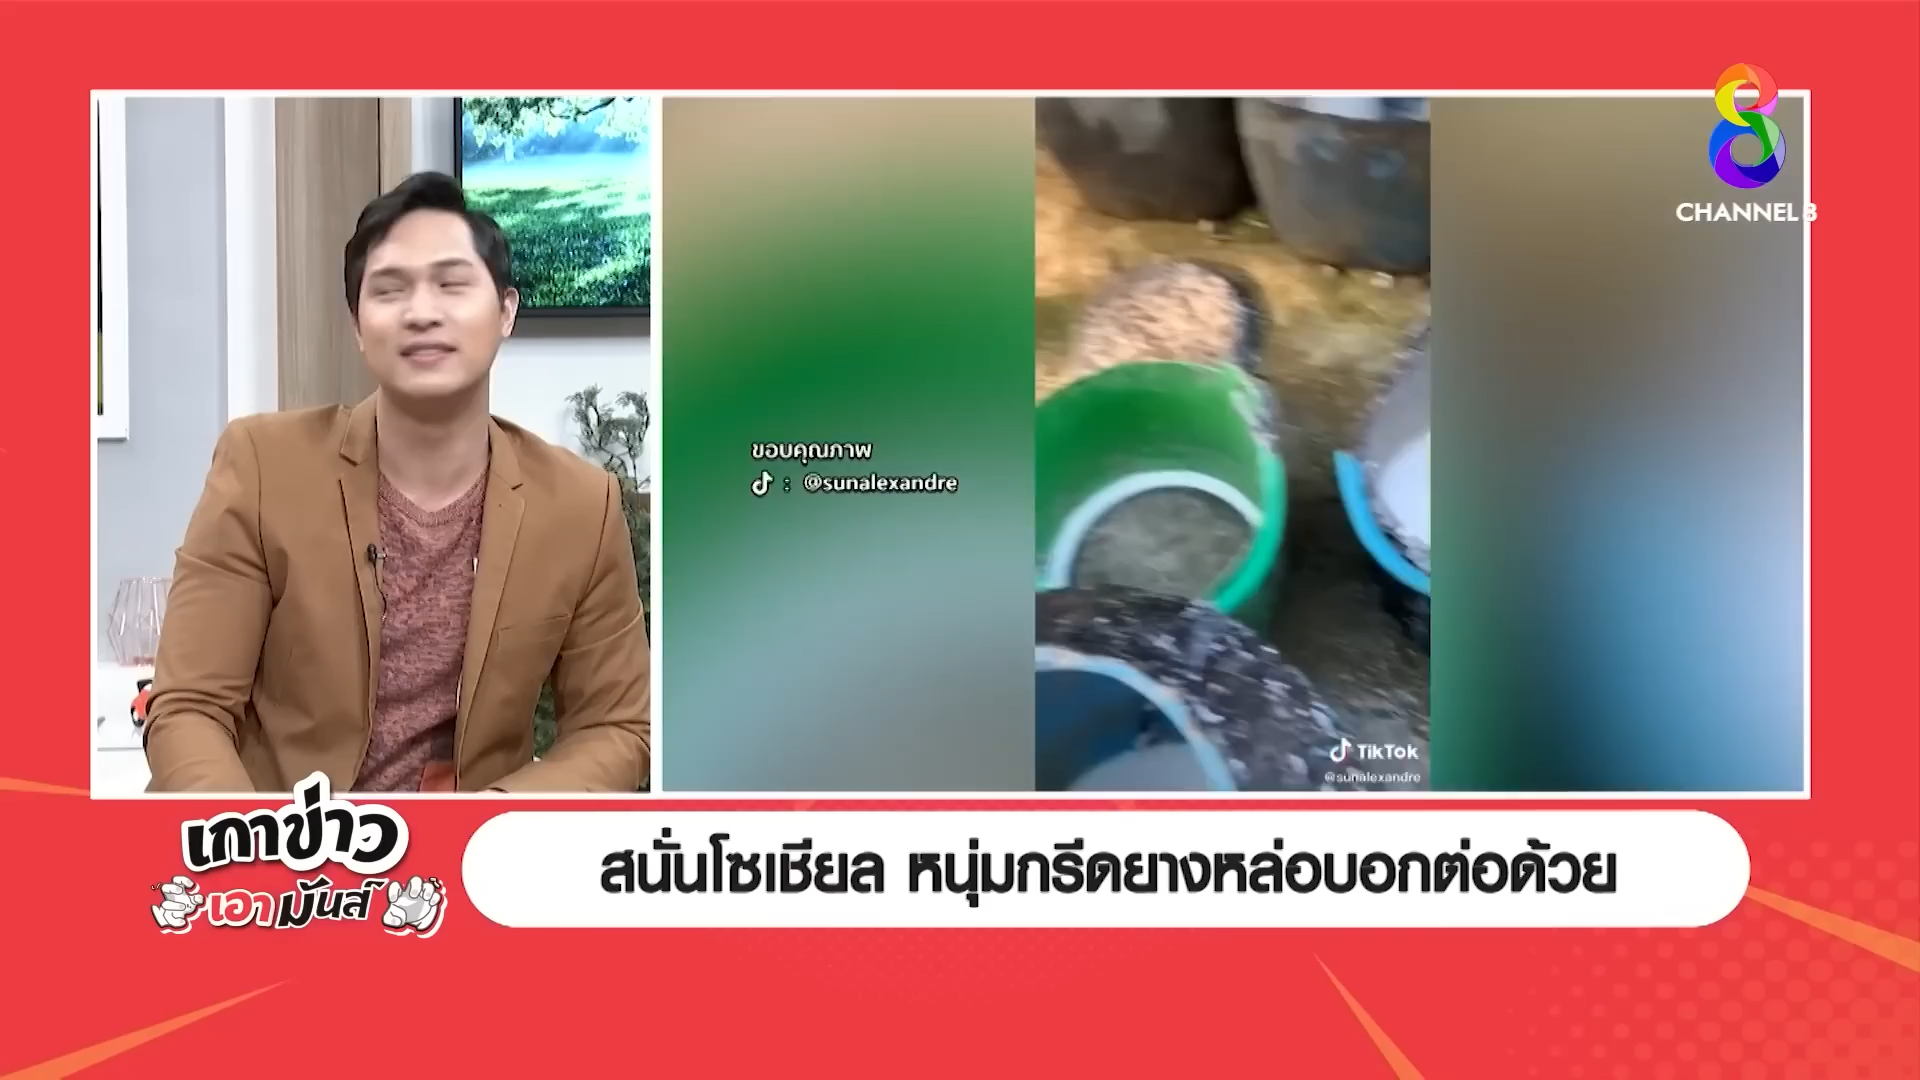 CHANNEL 8
ขอบคุณภาพ
: @sunalexandre
TikTok
@sunalexandre
เกาข่าว
เอามันส์
สนั่นโซเชียล หนุ่มกรีดยางหล่อบอกต่อด้วย